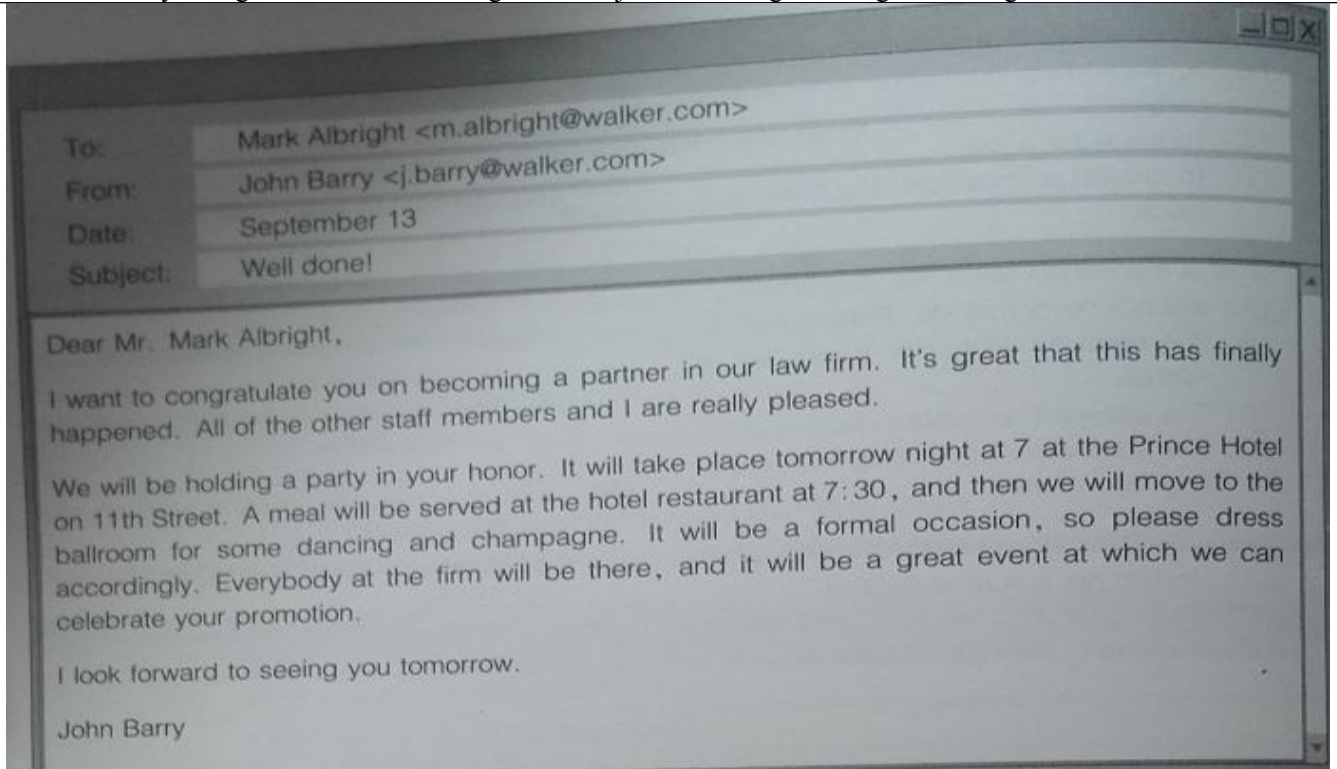 To: Mark Albright <m.albright@walker.com>
From: John Barry <j.barry@walker.com>
Date: September 13
Subject: Well done!
Dear Mr. Mark Albright,
I want to congratulate you on becoming a partner in our law firm. It's great that this has finally
happened. All of the other staff members and I are really pleased.
We will be holding a party in your honor. It will take place tomorrow night at 7 at the Prince Hotel
on 11th Street. A meal will be served at the hotel restaurant at 7:30, and then we will move to the
ballroom for some dancing and champagne. It will be a formal occasion, so please dress
accordingly. Everybody at the firm will be there, and it will be a great event at which we can
celebrate your promotion.
I look forward to seeing you tomorrow.
John Barry